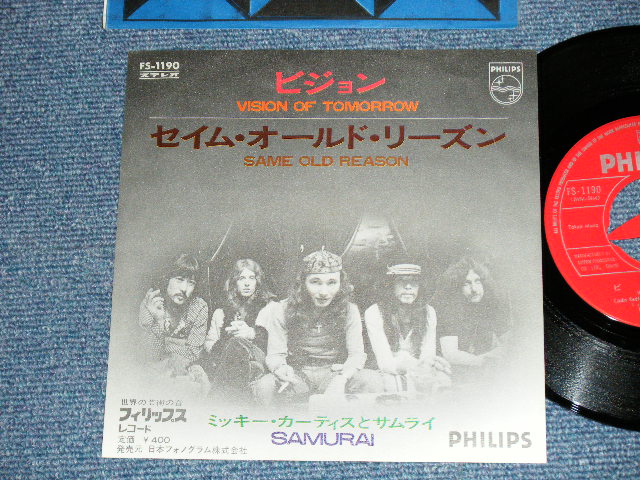 FS-1190
ステレオ
PHILIPS
ビジョン
VISION OF TOMORROW
セイム・オールド・リーズン
SAME OLD REASON
世界の芸術の音
フィリップス
レコード
定価 ¥400
発売元 日本フォノグラム株式会社
ミッキー・カーティスとサムライ
SAMURAI
PHILIPS
PHI
TS-1190
ビ